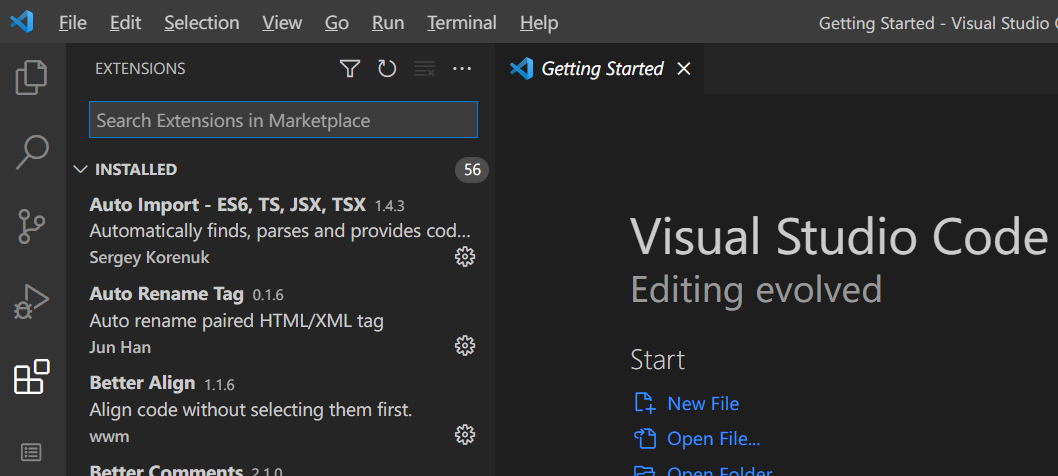 File Edit Selection View Go Run Terminal Help Getting Started - Visual Studio
EXTENSIONS
Getting Started
Search Extensions in Marketplace
INSTALLED 56
Auto Import - ES6, TS, JSX, TSX 1.4.3
Automatically finds, parses and provides cod...
Sergey Korenuk
Auto Rename Tag 0.1.6
Auto rename paired HTML/XML tag
Jun Han
Better Align 1.1.6
Align code without selecting them first.
wwm
Better Comments 2.1.0
Visual Studio Code
Editing evolved
Start
New File
Open File...
Open Folder